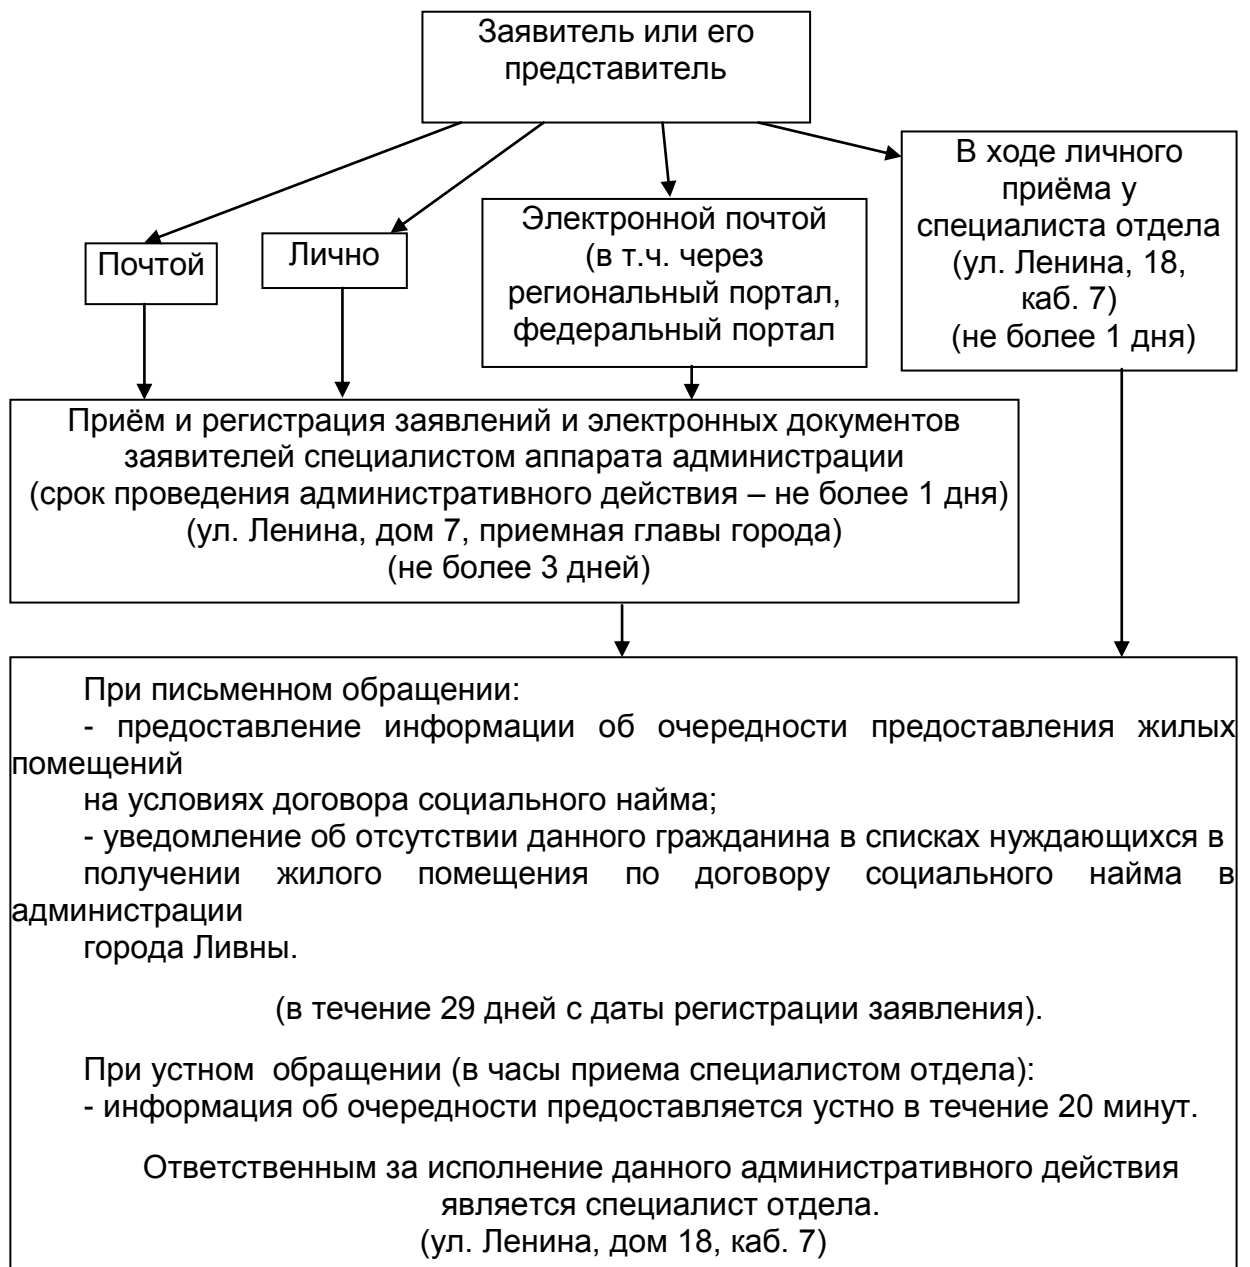 Заявитель или его
представитель
Почтой
Лично
Электронной почтой
(в т.ч. через
региональный портал,
федеральный портал
В ходе личного
приёма у
специалиста отдела
(ул. Ленина, 18,
каб. 7)
(не более 1 дня)
Приём и регистрация заявлений и электронных документов
заявителей специалистом аппарата администрации
(срок проведения административного действия – не более 1 дня)
(ул. Ленина, дом 7, приемная главы города)
(не более 3 дней)
При письменном обращении:
- предоставление информации об очередности предоставления жилых
помещений
на условиях договора социального найма;
- уведомление об отсутствии данного гражданина в списках нуждающихся в
получении жилого помещения по договору социального найма в
администрации
города Ливны.
(в течение 29 дней с даты регистрации заявления).
При устном обращении (в часы приема специалистом отдела):
- информация об очередности предоставляется устно в течение 20 минут.
Ответственным за исполнение данного административного действия
является специалист отдела.
(ул. Ленина, дом 18, каб. 7)